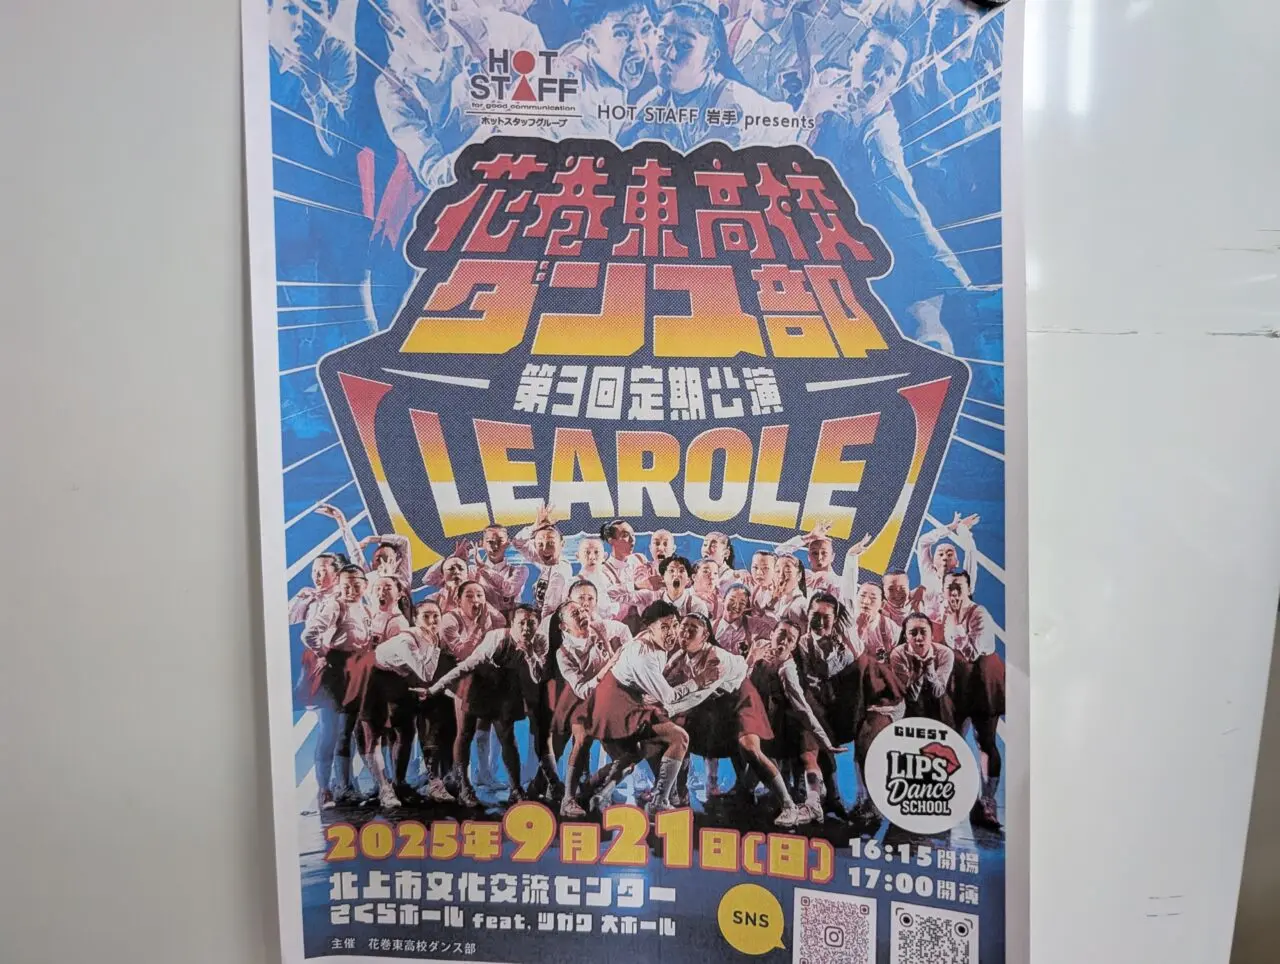 HOT
STAFF
for good communication
ホットスタッフグループ
HOT STAFF 岩手 presents
花巻東高校
ダンス部
第3回定期公演
LEAROLE
GUEST
LIPS
Dance
SCHOOL
2025年9月21日(日)
16:15開場
17:00開演
北上市文化交流センター
さくらホール feat.ツガワ 大ホール
SNS
主催 花巻東高校ダンス部